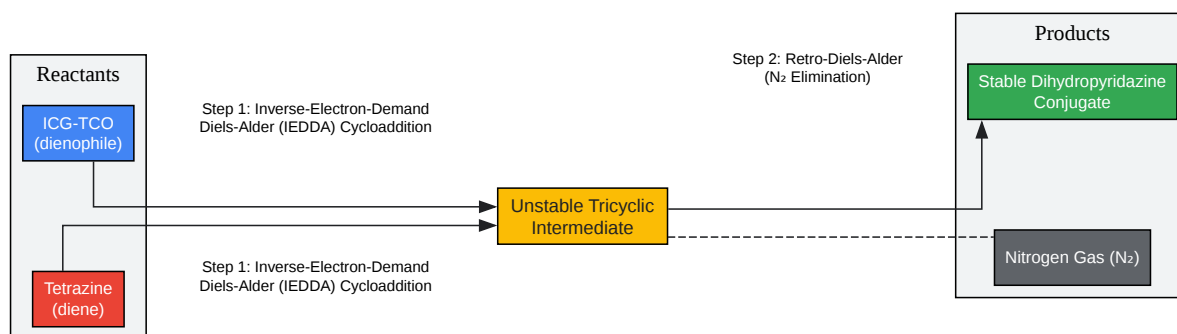 Reactants
ICG-TCO
(dienophile)
Tetrazine
(diene)
Step 1: Inverse-Electron-Demand
Diels-Alder (IEDDA) Cycloaddition
Step 1: Inverse-Electron-Demand
Diels-Alder (IEDDA) Cycloaddition
Unstable Tricyclic
Intermediate
Step 2: Retro-Diels-Alder
(N₂ Elimination)
Products
Stable Dihydropyridazine
Conjugate
Nitrogen Gas (N₂)